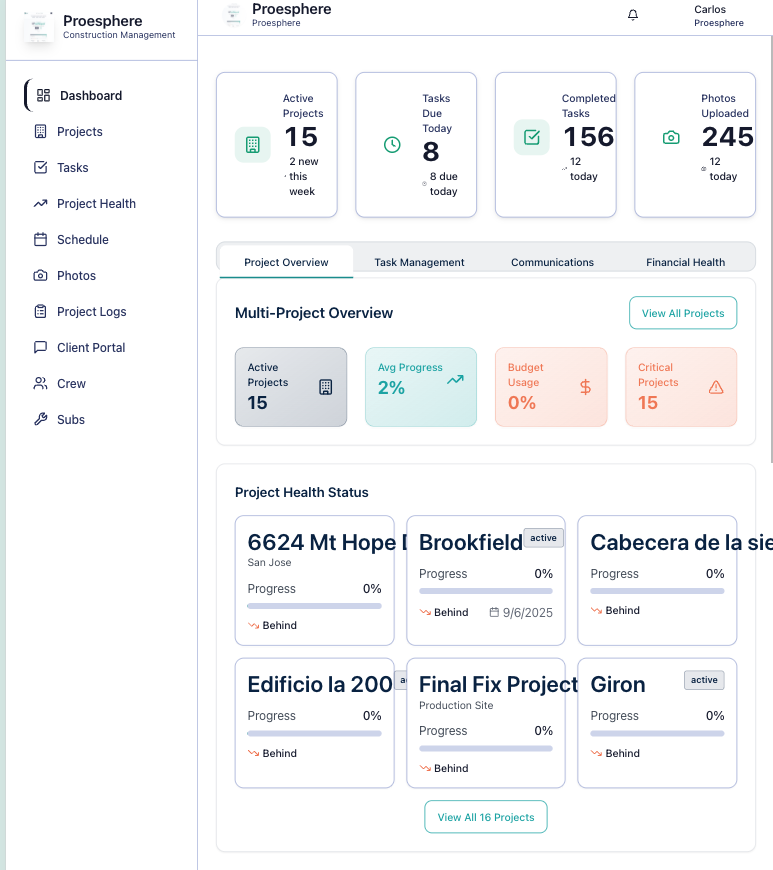 Proesphere
Construction Management
Proesphere
Proesphere
Carlos
Proesphere
Dashboard
Projects
Tasks
Project Health
Schedule
Photos
Project Logs
Client Portal
Crew
Subs
Active
Projects
15
2 new
this
week
Tasks
Due
Today
8
8 due
today
Completed
Tasks
156
12
today
Photos
Uploaded
245
12
today
Project Overview
Task Management
Communications
Financial Health
Multi-Project Overview
View All Projects
Active
Projects
15
Avg Progress
2%
Budget
Usage
0%
Critical
Projects
15
Project Health Status
6624 Mt Hope
San Jose
Progress 0%
Behind
Brookfield
active
Progress 0%
Behind 9/6/2025
Cabecera de la sie
Progress 0%
Behind
Edificio la 200
Progress 0%
Behind
Final Fix Project
Production Site
Progress 0%
Behind
Giron
active
Progress 0%
Behind
View All 16 Projects